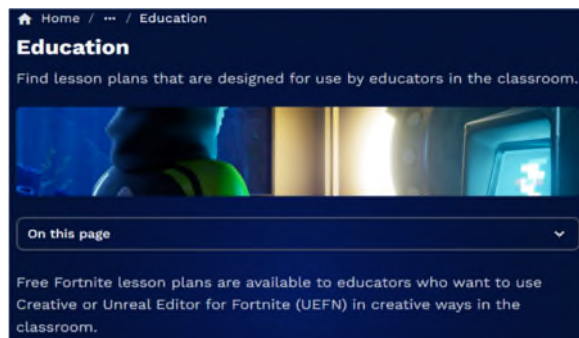 Home / ··· / Education
Education
Find lesson plans that are designed for use by educators in the classroom.
On this page
Free Fortnite lesson plans are available to educators who want to use
Creative or Unreal Editor for Fortnite (UEFN) in creative ways in the
classroom.